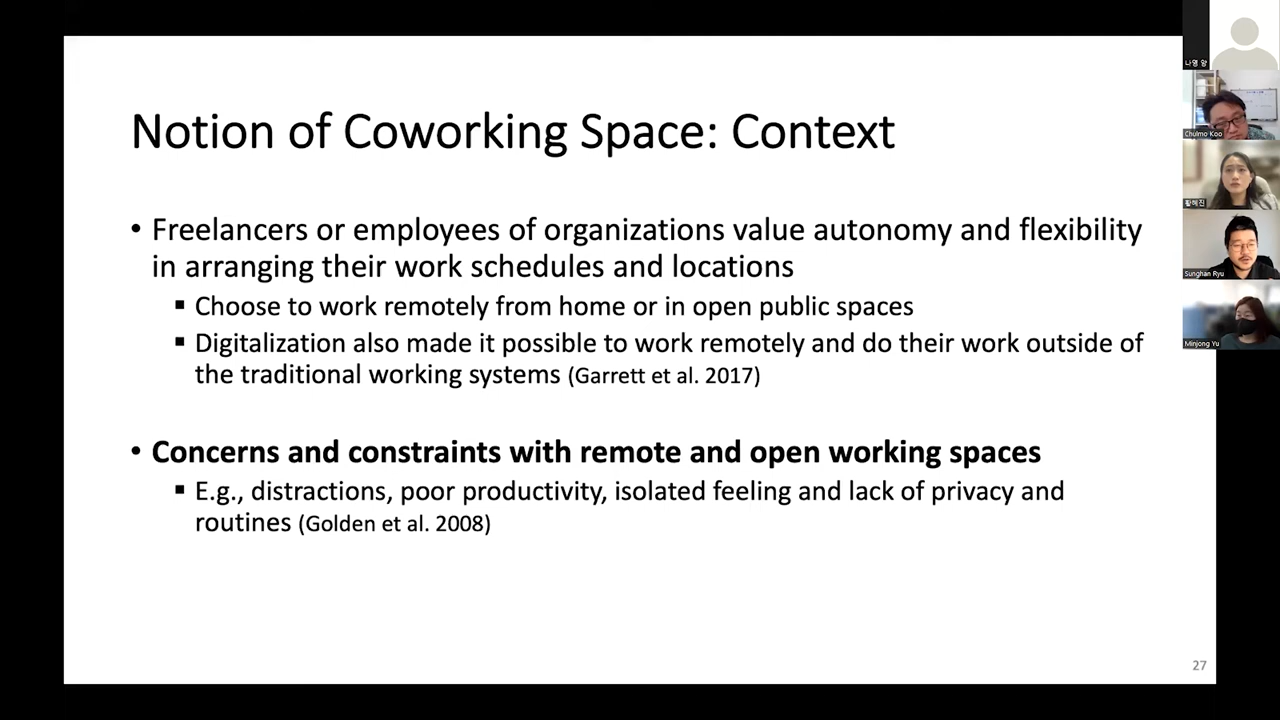 Notion of Coworking Space: Context
• Freelancers or employees of organizations value autonomy and flexibility
in arranging their work schedules and locations
▪ Choose to work remotely from home or in open public spaces
▪ Digitalization also made it possible to work remotely and do their work outside of
the traditional working systems (Garrett et al. 2017)
• Concerns and constraints with remote and open working spaces
▪ E.g., distractions, poor productivity, isolated feeling and lack of privacy and
routines (Golden et al. 2008)
27
나영 양
Chulmo Koo
황혜진
Sunghan Ryu
Minjong Yu